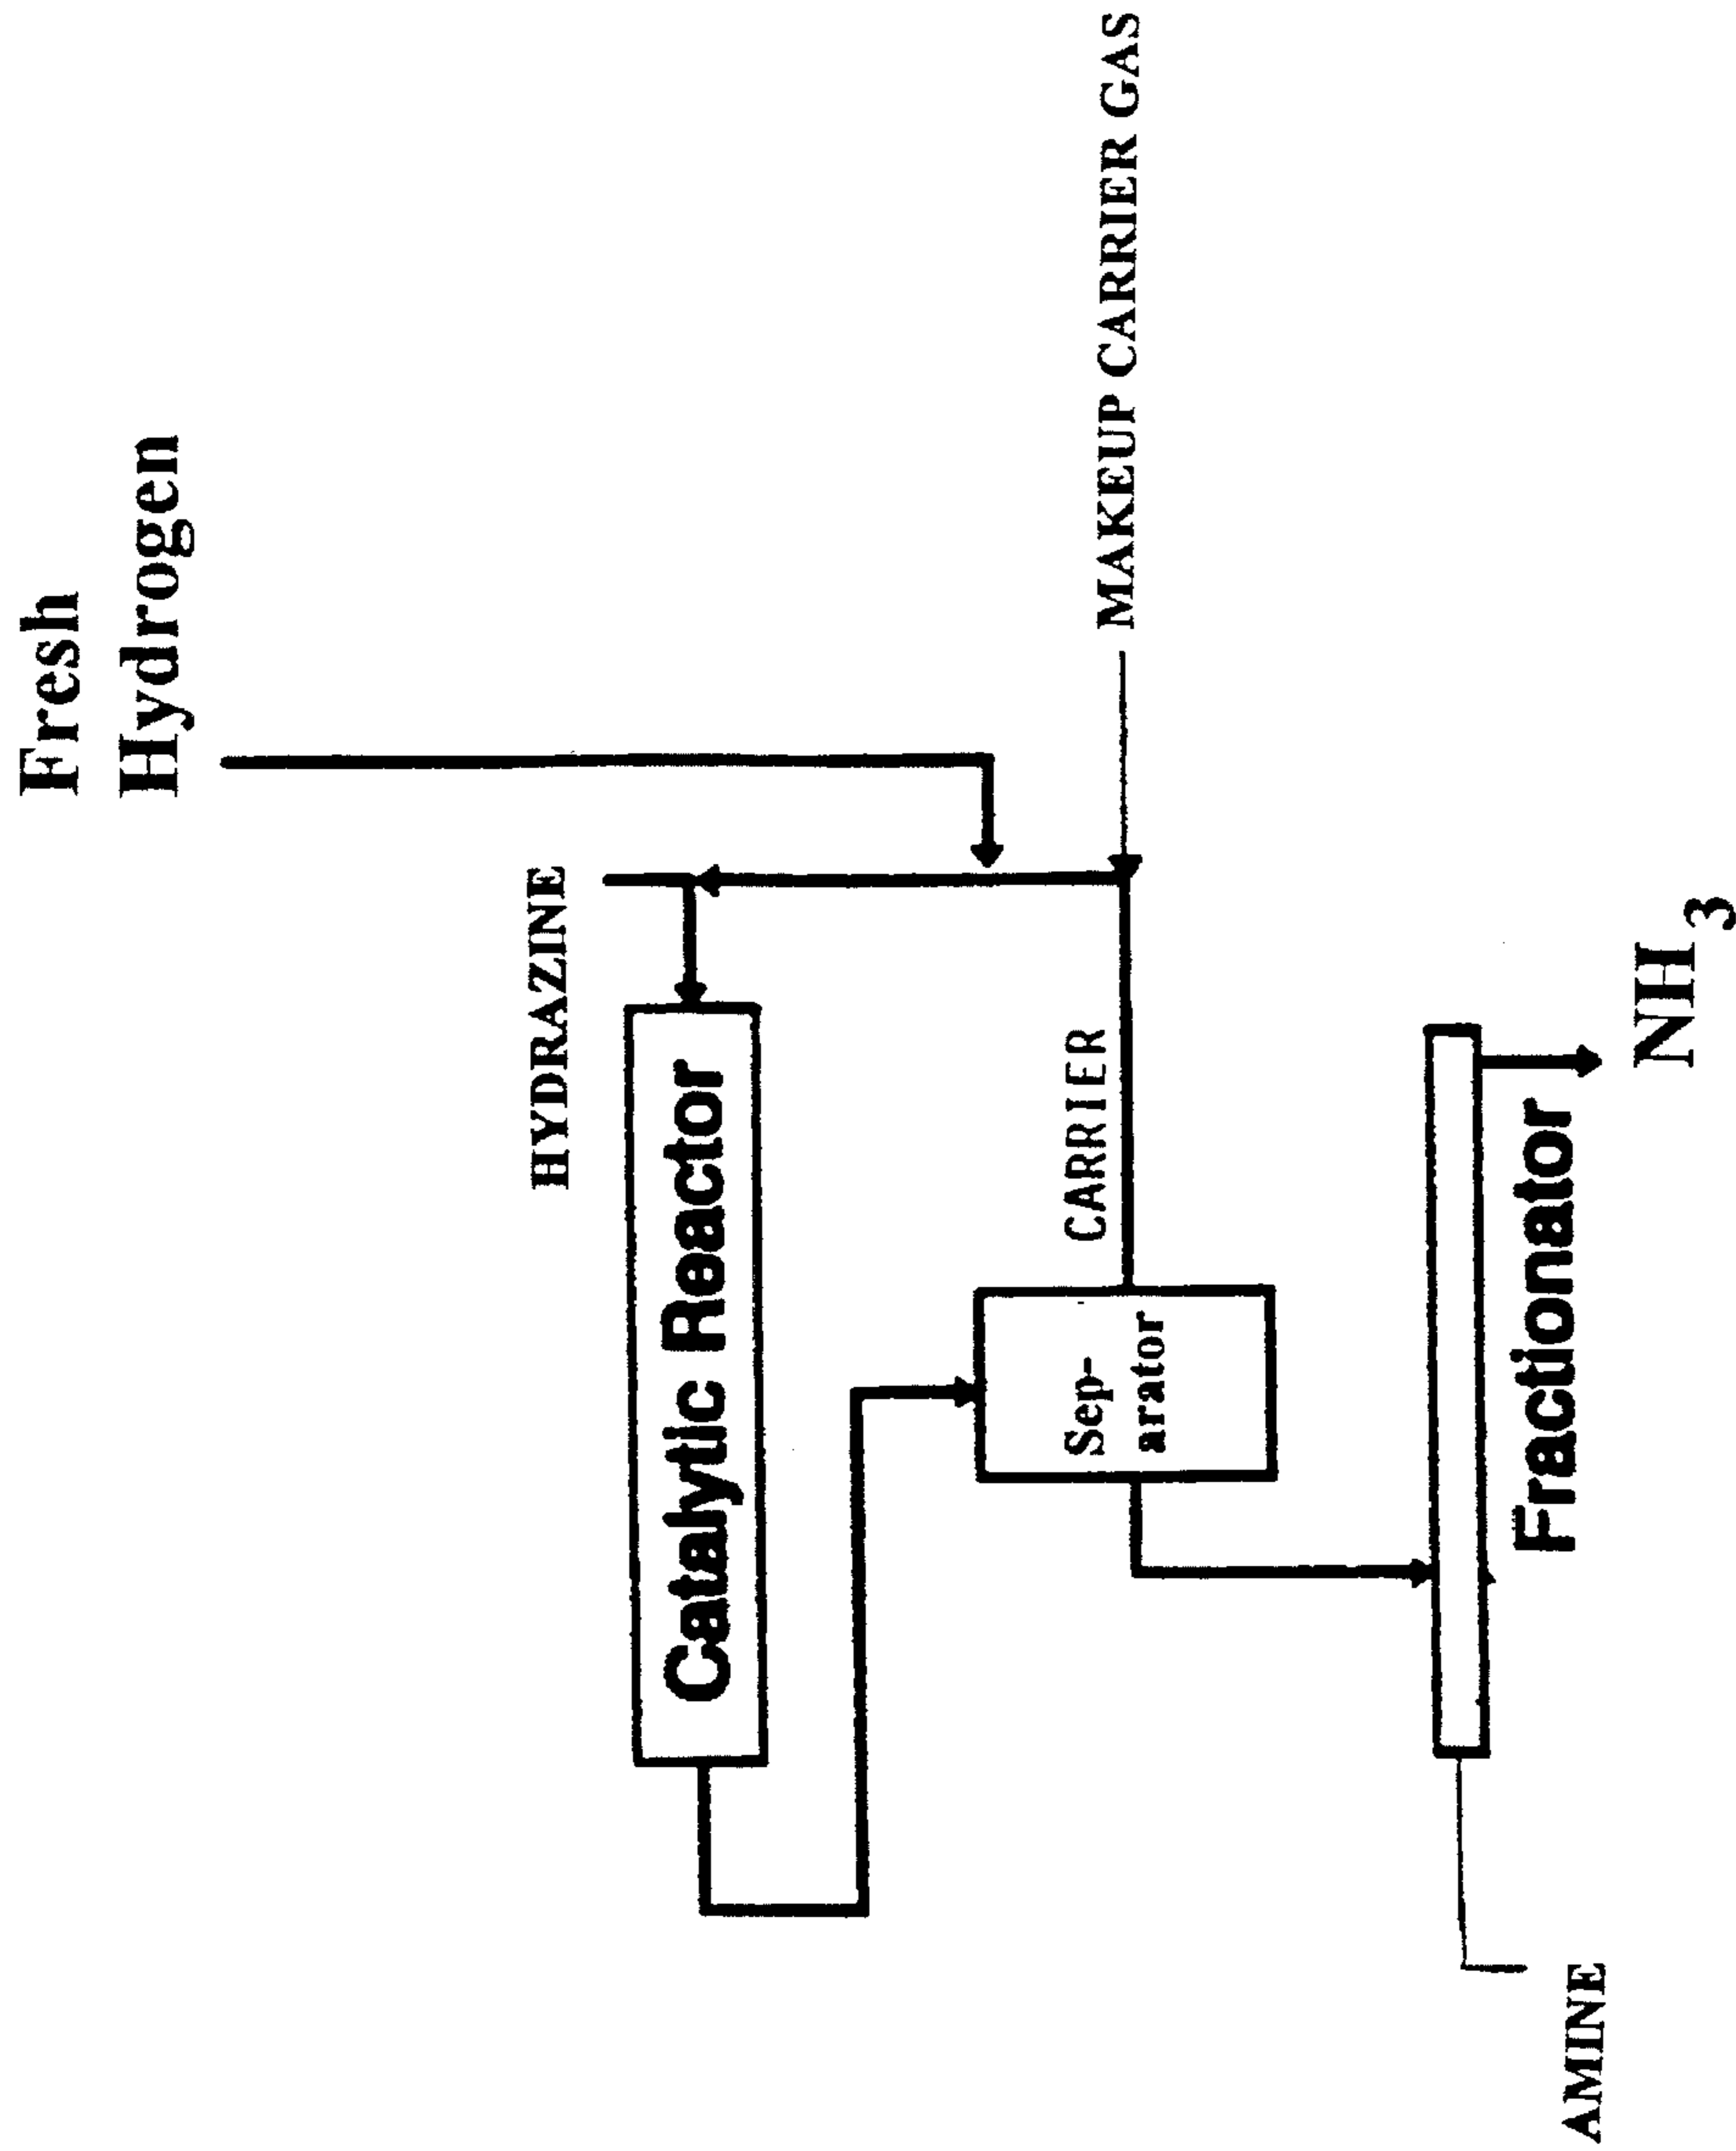 Fresh
Hydrogen
HYDRAZINE
Catalytic Reactor
MAKEUP CARRIER GAS
CARRIER
Sep-
arator
Fractionator
NH3
AMINE